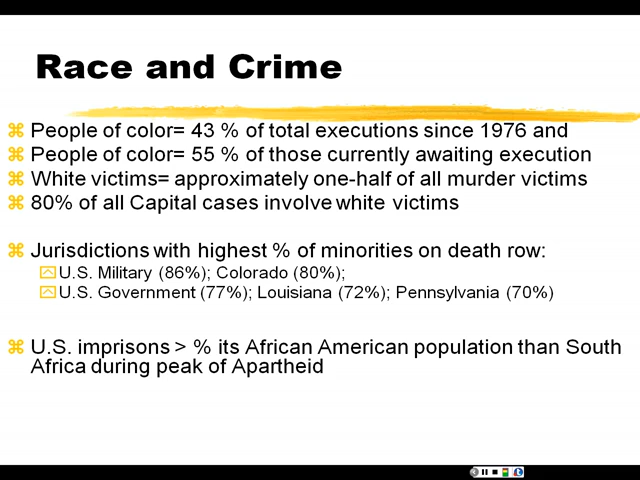 Race and Crime
People of color= 43 % of total executions since 1976 and
People of color= 55 % of those currently awaiting execution
White victims= approximately one-half of all murder victims
80% of all Capital cases involve white victims
Jurisdictions with highest % of minorities on death row:
U.S. Military (86%); Colorado (80%);
U.S. Government (77%); Louisiana (72%); Pennsylvania (70%)
U.S. imprisons > % its African American population than South
Africa during peak of Apartheid